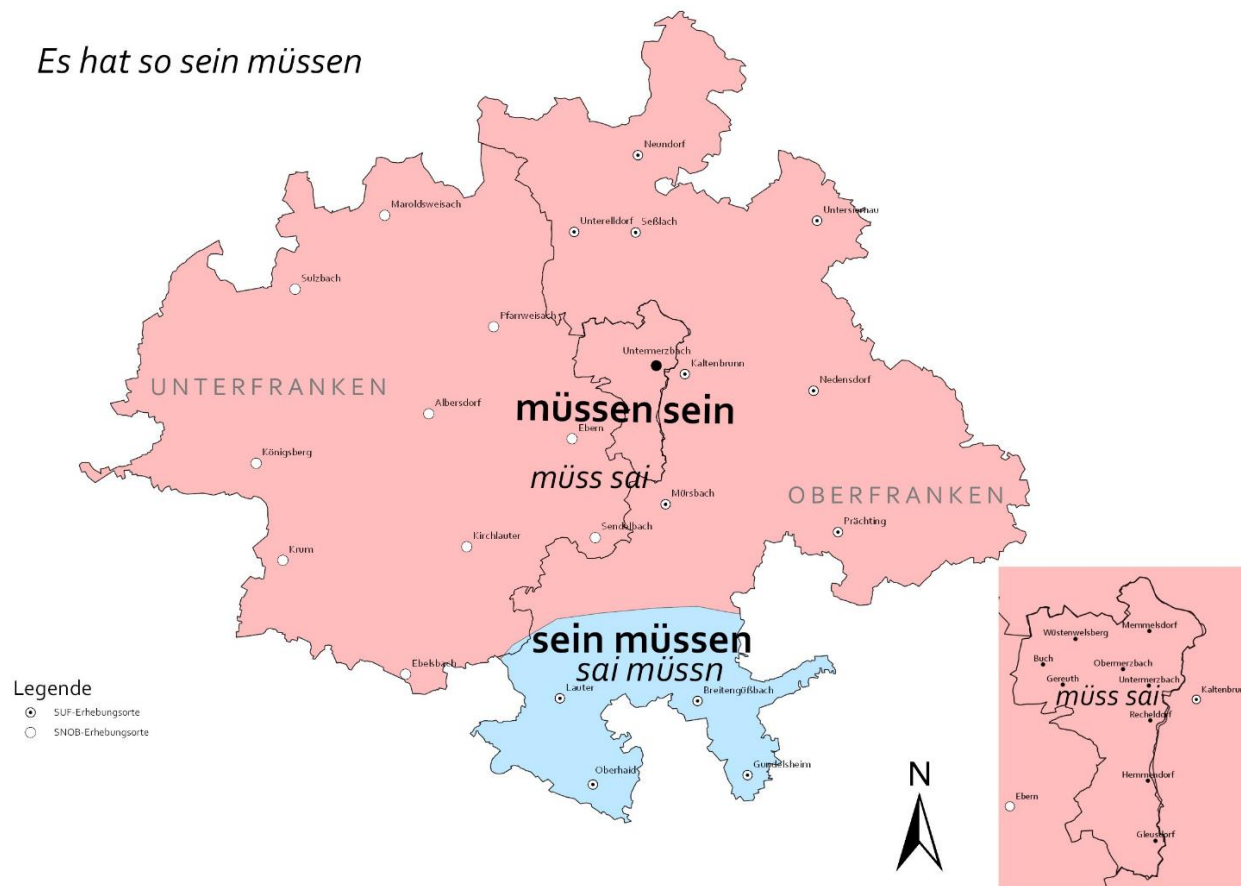 Es hat so sein müssen
Neundorf
Maroldsweisach
Untersiemau
Unterelldorf
Seßlach
Sulzbach
Pfarrweisach
Untermerzbach
Kaltenbrunn
UNTERFRANKEN
Nedensdorf
Albersdorf
müssen sein
Ebern
Königsberg
müss sai
OBERFRANKEN
Mürsbach
Prächting
Sendelbach
Kirchlauter
Krum
sein müssen
sai müssn
Ebelsbach
Lauter
Breitengüßbach
Oberhaid
Gundelsheim
Legende
SUF-Erhebungsorte
SNOB-Erhebungsorte
N
Memmelsdorf
Wüstenwelsberg
Buch
Obermerzbach
Gereuth
Untermerzbach
müss sai
Kaltenbrun
Recheldorf
Hemmendorf
Ebern
Gleusdorf